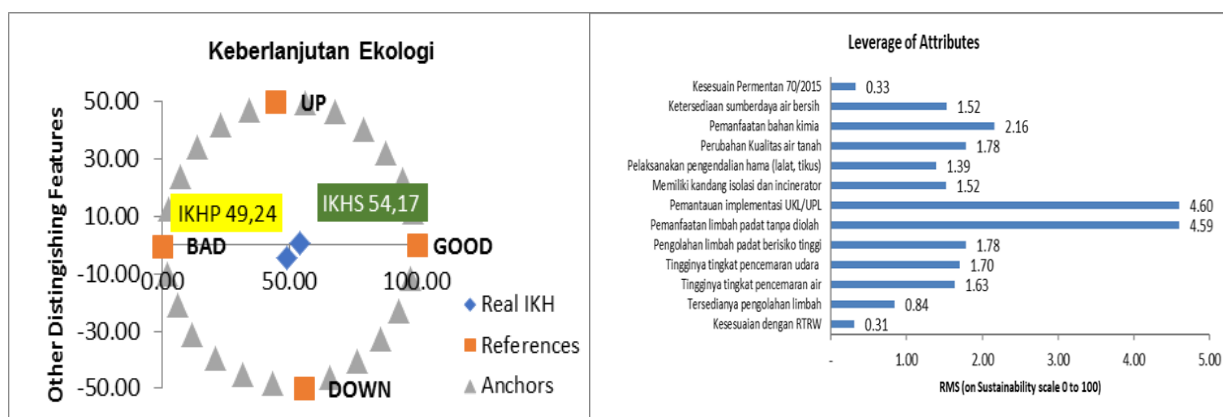 Keberlanjutan Ekologi
Other Distingishing Features
50.00
30.00
10.00
-10.00
-30.00
-50.00
UP
IKHP 49,24
IKHS 54,17
BAD
GOOD
0.00
50.00
100.00
DOWN
Real IKH
References
Anchors
Leverage of Attributes
Kesesuain Permentan 70/2015 0.33
Ketersediaan sumberdaya air bersih 1.52
Pemanfaatan bahan kimia 2.16
Perubahan Kualitas air tanah 1.78
Pelaksanakan pengendalian hama (lalat, tikus) 1.39
Memiliki kandang isolasi dan incinerator 1.52
Pemantauan implementasi UKL/UPL 4.60
Pemanfaatan limbah padat tanpa diolah 4.59
Pengolahan limbah padat berisiko tinggi 1.78
Tingginya tingkat pencemaran udara 1.70
Tingginya tingkat pencemaran air 1.63
Tersedianya pengolahan limbah 0.84
Kesesuaian dengan RTRW 0.31
- 1.00 2.00 3.00 4.00 5.00
RMS (on Sustainability scale 0 to 100)